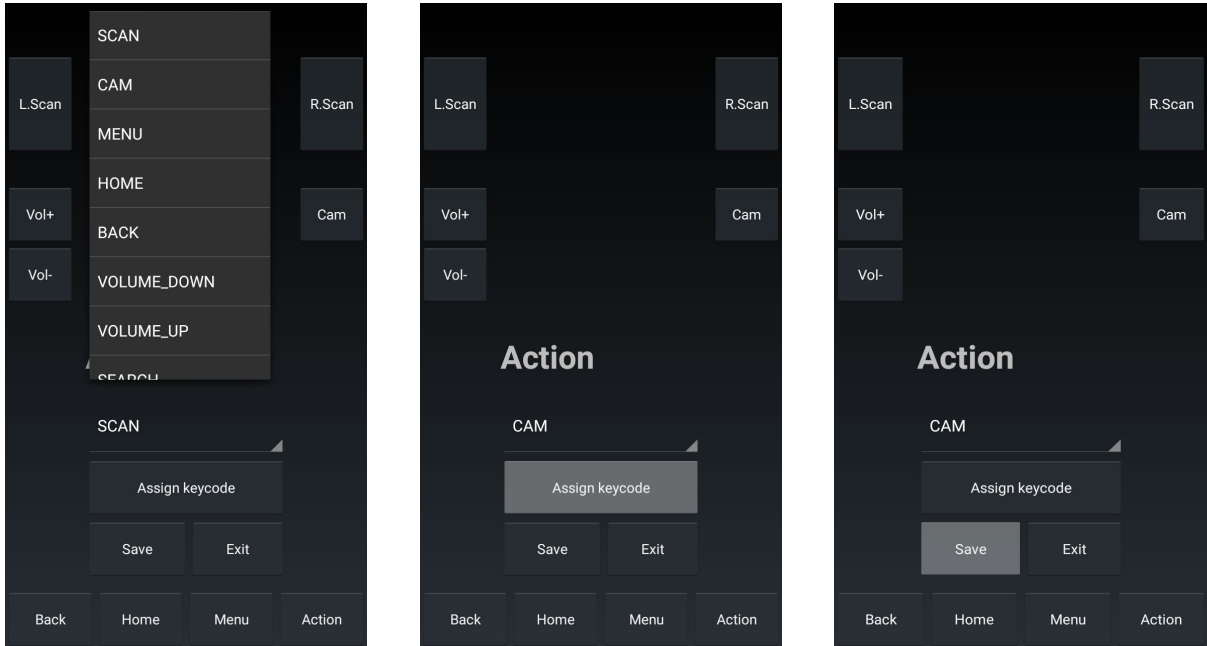 SCAN
CAM
MENU
HOME
BACK
VOLUME_DOWN
VOLUME_UP
SEARCH
L.Scan
R.Scan
Vol+
Cam
Vol-
SCAN
Assign keycode
Save Exit
Back Home Menu Action
L.Scan
R.Scan
Vol+
Cam
Vol-
Action
CAM
Assign keycode
Save Exit
Back Home Menu Action
L.Scan
R.Scan
Vol+
Cam
Vol-
Action
CAM
Assign keycode
Save Exit
Back Home Menu Action